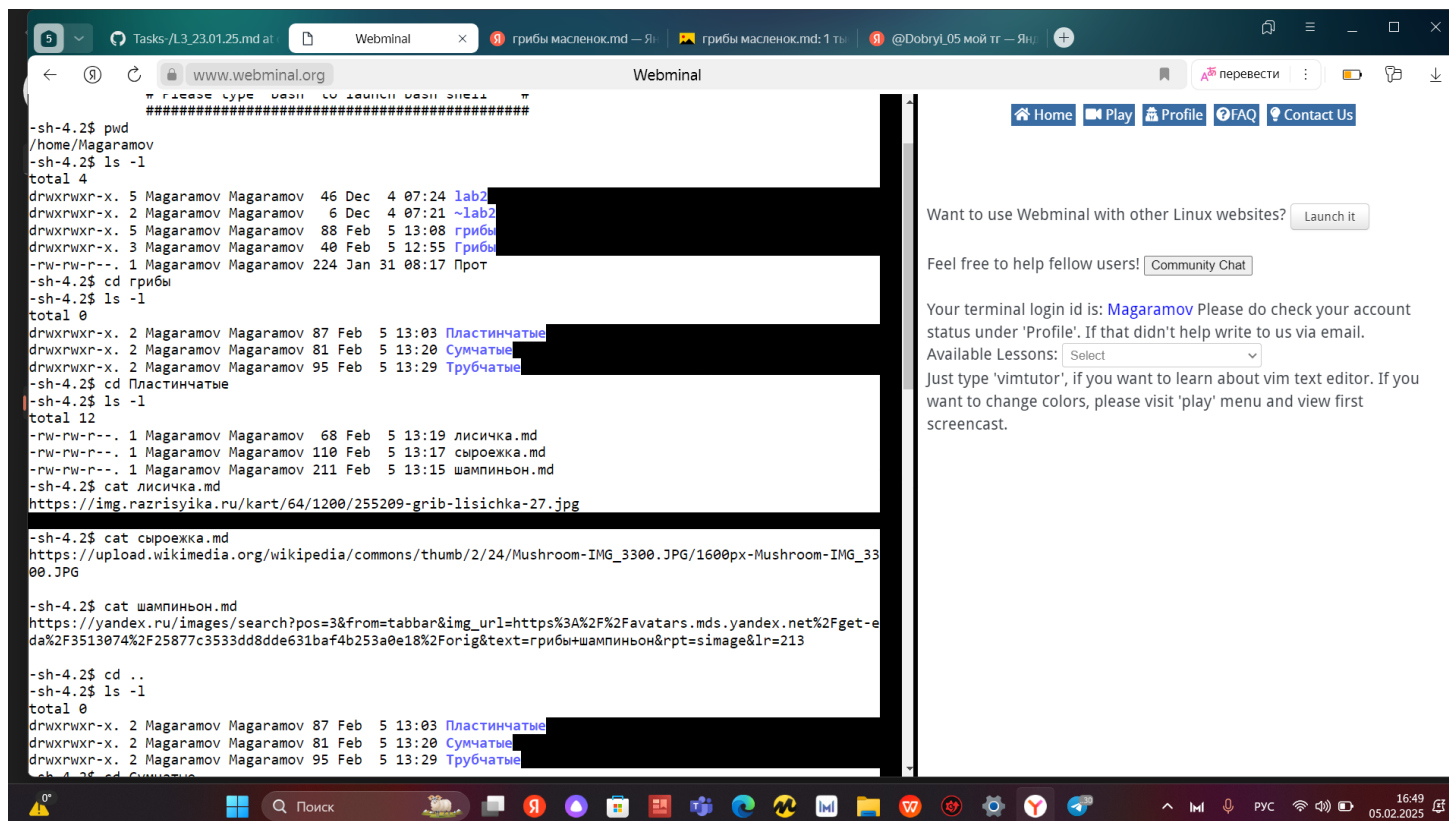 5
Tasks-/L3_23.01.25.md at
Webminal
грибы масленок.md — Ян
грибы масленок.md: 1 ты
@Dobryi_05 мой тг — Янд
www.webminal.org
Webminal
перевести
# Please type "bash" to launch bash shell #
##############################################
-sh-4.2$ pwd
/home/Magaramov
-sh-4.2$ ls -l
total 4
drwxrwxr-x. 5 Magaramov Magaramov  46 Dec  4 07:24 lab2
drwxrwxr-x. 2 Magaramov Magaramov   6 Dec  4 07:21 ~lab2
drwxrwxr-x. 5 Magaramov Magaramov  88 Feb  5 13:08 грибы
drwxrwxr-x. 3 Magaramov Magaramov  40 Feb  5 12:55 Грибы
-rw-rw-r--. 1 Magaramov Magaramov 224 Jan 31 08:17 Прот
-sh-4.2$ cd грибы
-sh-4.2$ ls -l
total 0
drwxrwxr-x. 2 Magaramov Magaramov 87 Feb  5 13:03 Пластинчатые
drwxrwxr-x. 2 Magaramov Magaramov 81 Feb  5 13:20 Сумчатые
drwxrwxr-x. 2 Magaramov Magaramov 95 Feb  5 13:29 Трубчатые
-sh-4.2$ cd Пластинчатые
-sh-4.2$ ls -l
total 12
-rw-rw-r--. 1 Magaramov Magaramov  68 Feb  5 13:19 лисичка.md
-rw-rw-r--. 1 Magaramov Magaramov 110 Feb  5 13:17 сыроежка.md
-rw-rw-r--. 1 Magaramov Magaramov 211 Feb  5 13:15 шампиньон.md
-sh-4.2$ cat лисичка.md
https://img.razrisyika.ru/kart/64/1200/255209-grib-lisichka-27.jpg
-sh-4.2$ cat сыроежка.md
https://upload.wikimedia.org/wikipedia/commons/thumb/2/24/Mushroom-IMG_3300.JPG/1600px-Mushroom-IMG_33
00.JPG
-sh-4.2$ cat шампиньон.md
https://yandex.ru/images/search?pos=3&from=tabbar&img_url=https%3A%2F%2Favatars.mds.yandex.net%2Fget-e
da%2F3513074%2F25877c3533dd8dde631baf4b253a0e18%2Forig&text=грибы+шампиньон&rpt=simage&lr=213
-sh-4.2$ cd ..
-sh-4.2$ ls -l
total 0
drwxrwxr-x. 2 Magaramov Magaramov 87 Feb  5 13:03 Пластинчатые
drwxrwxr-x. 2 Magaramov Magaramov 81 Feb  5 13:20 Сумчатые
drwxrwxr-x. 2 Magaramov Magaramov 95 Feb  5 13:29 Трубчатые
-sh-4.2$ cd Сумчатые
Home Play Profile FAQ Contact Us
Want to use Webminal with other Linux websites? Launch it
Feel free to help fellow users! Community Chat
Your terminal login id is: Magaramov Please do check your account
status under 'Profile'. If that didn't help write to us via email.
Available Lessons: Select
Just type 'vimtutor', if you want to learn about vim text editor. If you
want to change colors, please visit 'play' menu and view first
screencast.
0°
Поиск
РУС
16:49
05.02.2025